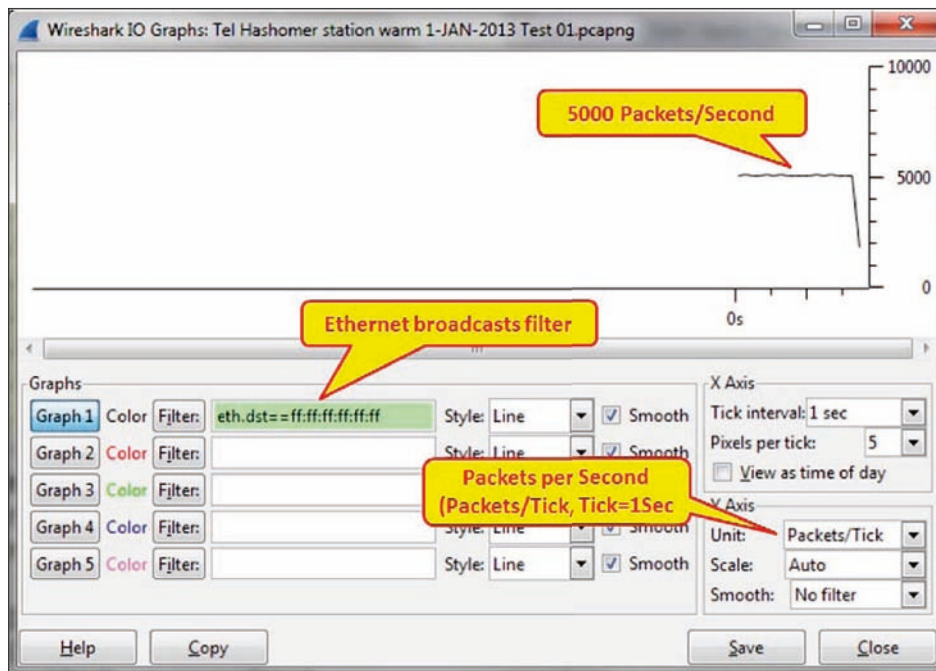 Wireshark IO Graphs: Tel Hashomer station warm 1-JAN-2013 Test 01.pcapng
10000
5000 Packets/Second
5000
0
0s
Ethernet broadcasts filter
Graphs
Graph 1 Color Filter: eth.dst==ff:ff:ff:ff:ff:ff Style: Line Smooth
Graph 2 Color Filter: Style: Line Smooth
Graph 3 Color Filter: Smooth
Graph 4 Color Filter: Style: Line Smooth
Graph 5 Color Filter: Style: Line Smooth
Packets per Second
(Packets/Tick, Tick=1Sec
X Axis
Tick interval: 1 sec
Pixels per tick: 5
View as time of day
Y Axis
Unit: Packets/Tick
Scale: Auto
Smooth: No filter
Help
Copy
Save
Close